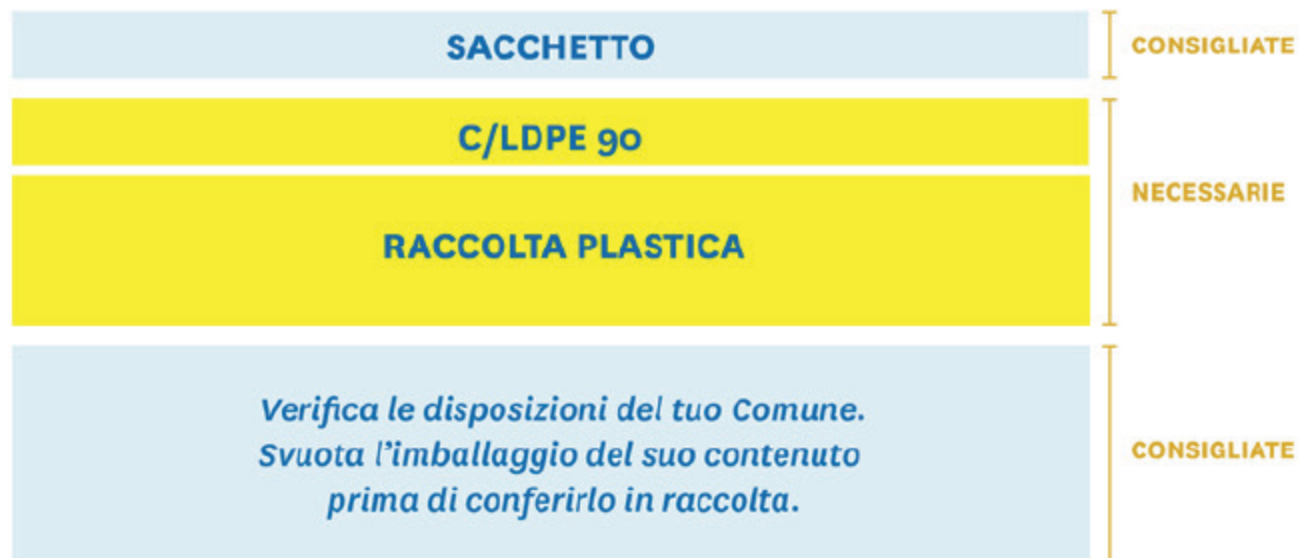 SACCHETTO
CONSIGLIATE
C/LDPE 90
NECESSARIE
RACCOLTA PLASTICA
Verifica le disposizioni del tuo Comune.
Svuota l’imballaggio del suo contenuto
prima di conferirlo in raccolta.
CONSIGLIATE